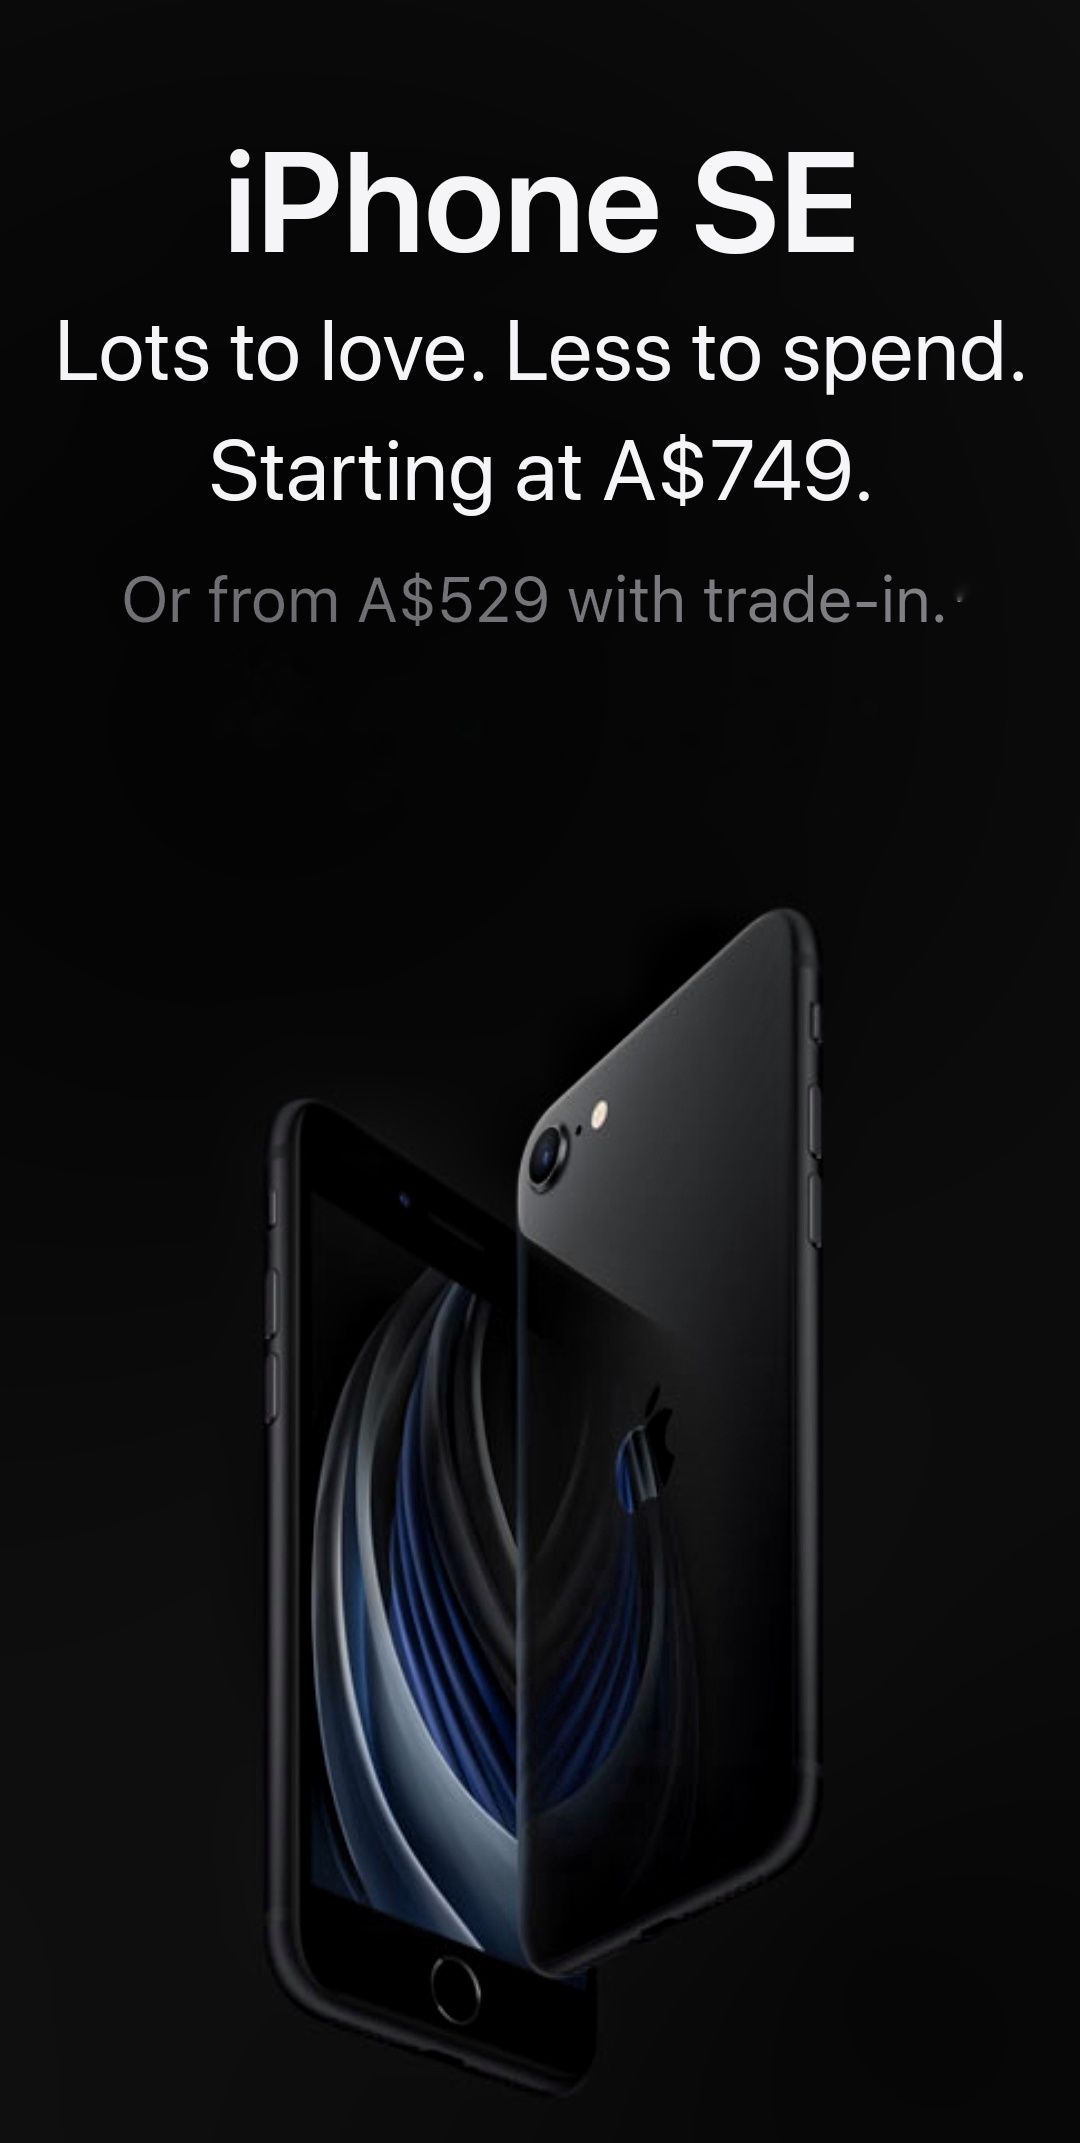 iPhone SE
Lots to love. Less to spend.
Starting at A$749.
Or from A$529 with trade-in.